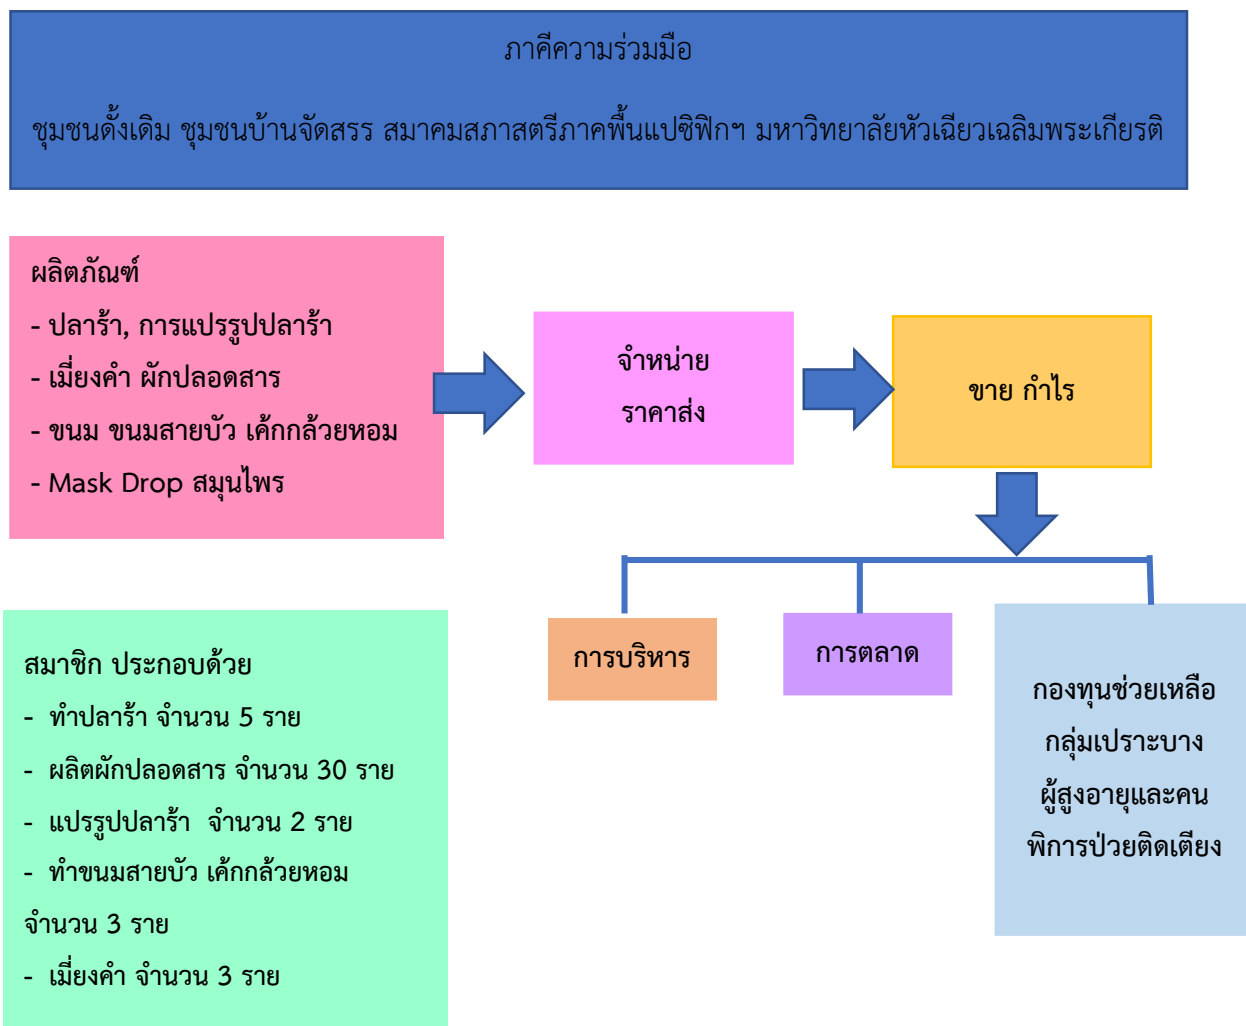 ภาคีความร่วมมือ
ชุมชนดั้งเดิม ชุมชนบ้านจัดสรร สมาคมสภาสตรีภาคพื้นแปซิฟิกฯ มหาวิทยาลัยหัวเฉียวเฉลิมพระเกียรติ
ผลิตภัณฑ์
- ปลาร้า, การแปรรูปปลาร้า
- เมี่ยงคำ ผักปลอดสาร
- ขนม ขนมสายบัว เค้กกล้วยหอม
- Mask Drop สมุนไพร
จำหน่าย
ราคาส่ง
ขาย กำไร
การบริหาร
การตลาด
กองทุนช่วยเหลือ
กลุ่มเปราะบาง
ผู้สูงอายุและคน
พิการป่วยติดเตียง
สมาชิก ประกอบด้วย
- ทำปลาร้า จำนวน 5 ราย
- ผลิตผักปลอดสาร จำนวน 30 ราย
- แปรรูปปลาร้า จำนวน 2 ราย
- ทำขนมสายบัว เค้กกล้วยหอม
จำนวน 3 ราย
- เมี่ยงคำ จำนวน 3 ราย